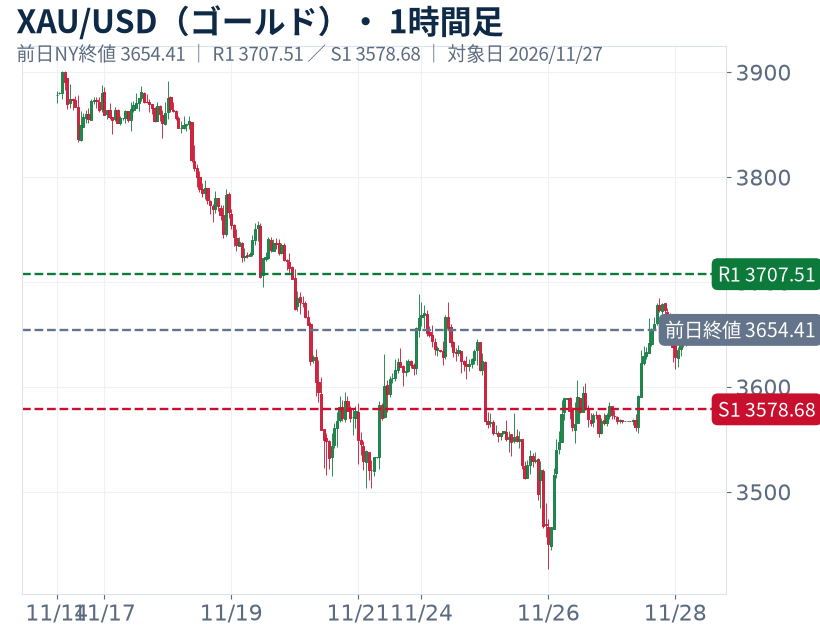 XAU/USD（ゴールド）・ 1時間足
前日NY終値 3654.41 ｜ R1 3707.51 ／ S1 3578.68 ｜ 対象日 2026/11/27
3900
3800
R1 3707.51
前日終値 3654.41
3600
S1 3578.68
3500
11/14 11/17 11/19 11/21 11/24 11/26 11/28